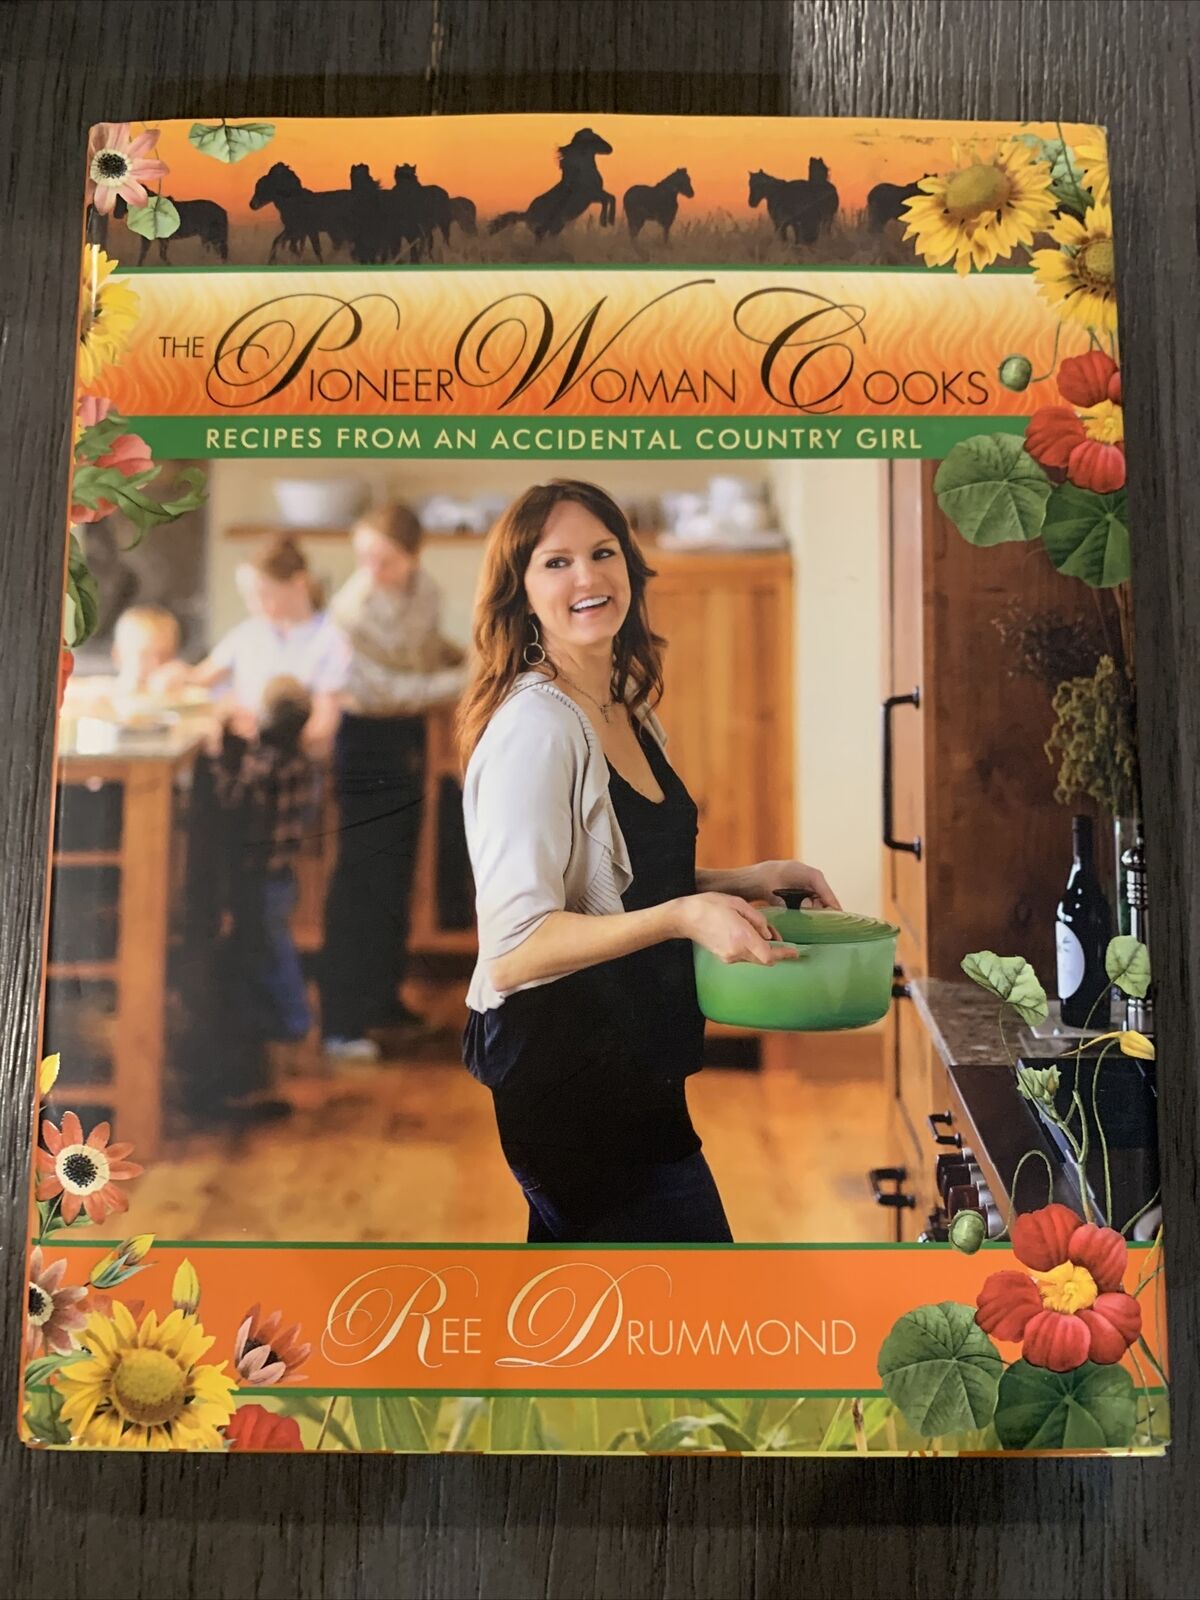 THE PIONEER WOMAN COOKS
RECIPES FROM AN ACCIDENTAL COUNTRY GIRL
REE DRUMMOND